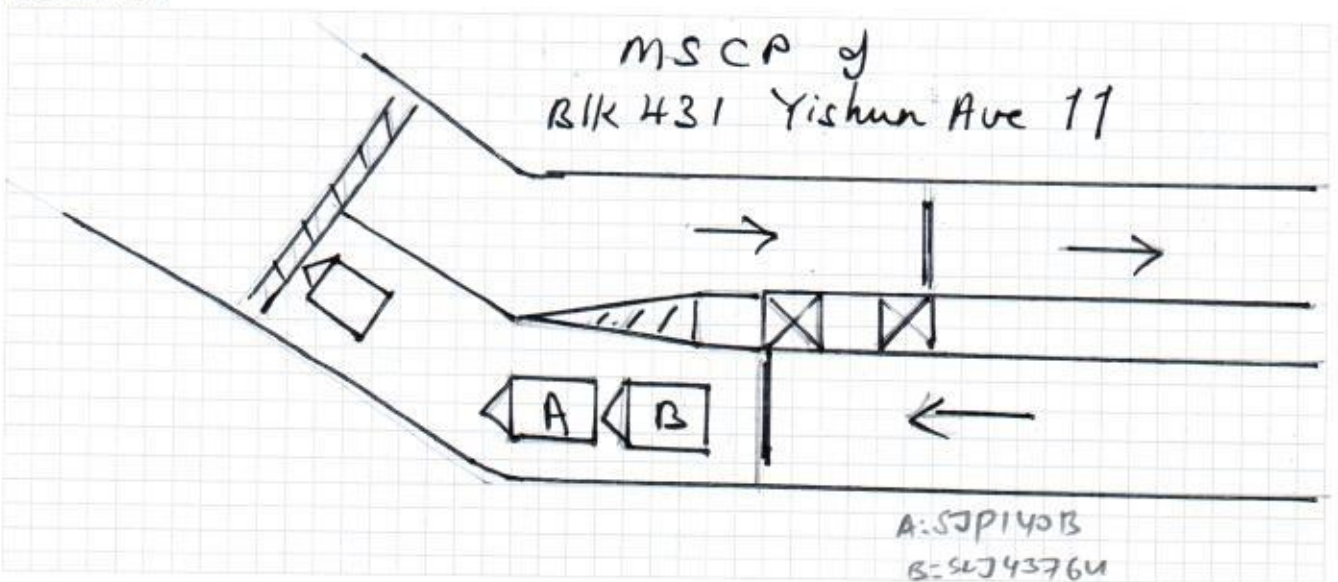 MSCP of
Blk 431 Yishun Ave 11
A B
A: SJP140B
B= SLJ4376U